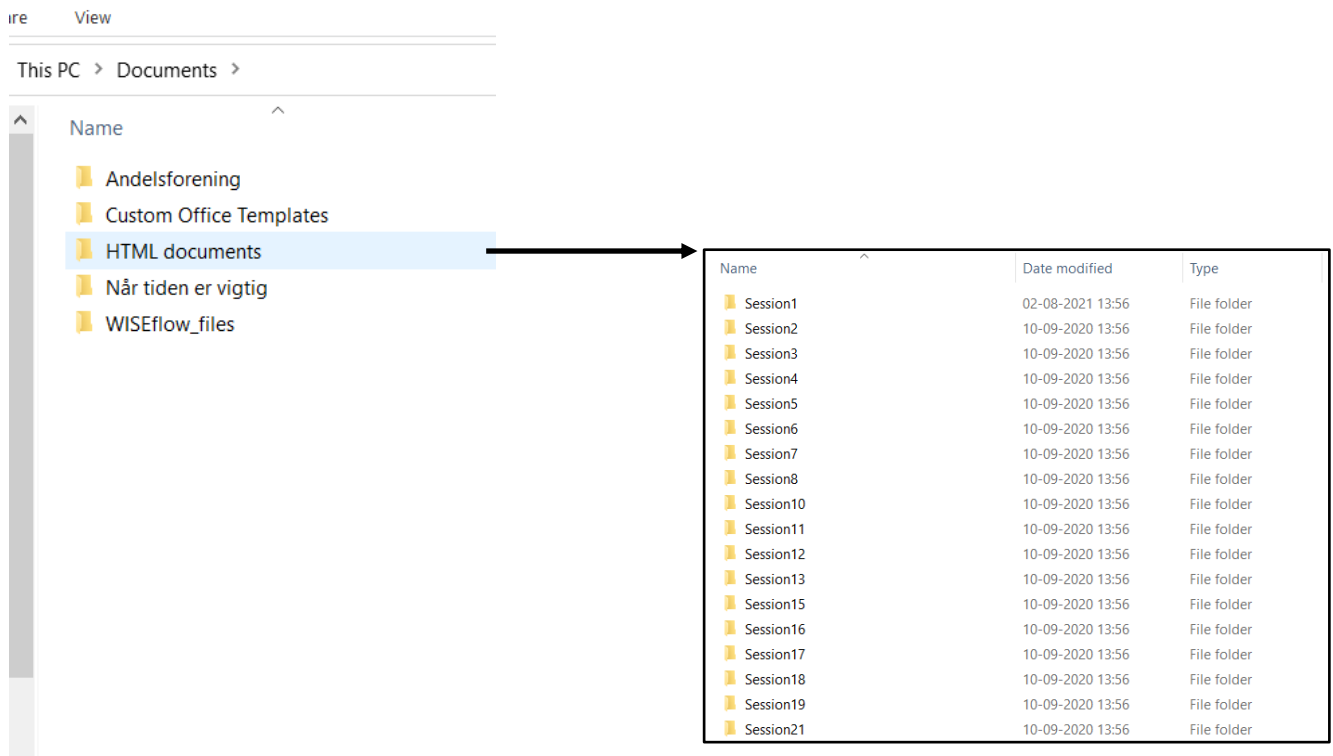 View
This PC > Documents >
Name
Andelsforening
Custom Office Templates
HTML documents
Når tiden er vigtig
WISEflow_files
Name Date modified Type
Session1 02-08-2021 13:56 File folder
Session2 10-09-2020 13:56 File folder
Session3 10-09-2020 13:56 File folder
Session4 10-09-2020 13:56 File folder
Session5 10-09-2020 13:56 File folder
Session6 10-09-2020 13:56 File folder
Session7 10-09-2020 13:56 File folder
Session8 10-09-2020 13:56 File folder
Session10 10-09-2020 13:56 File folder
Session11 10-09-2020 13:56 File folder
Session12 10-09-2020 13:56 File folder
Session13 10-09-2020 13:56 File folder
Session15 10-09-2020 13:56 File folder
Session16 10-09-2020 13:56 File folder
Session17 10-09-2020 13:56 File folder
Session18 10-09-2020 13:56 File folder
Session19 10-09-2020 13:56 File folder
Session21 10-09-2020 13:56 File folder